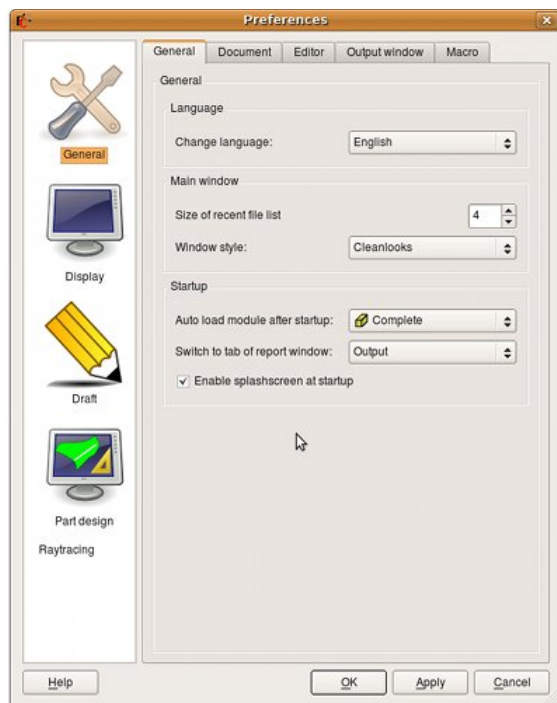 Preferences
General Document Editor Output window Macro
General
Language
Change language: English
Main window
Size of recent file list 4
Window style: Cleanlooks
Startup
Auto load module after startup: Complete
Switch to tab of report window: Output
Enable splashscreen at startup
General
Display
Draft
Part design
Raytracing
Help OK Apply Cancel